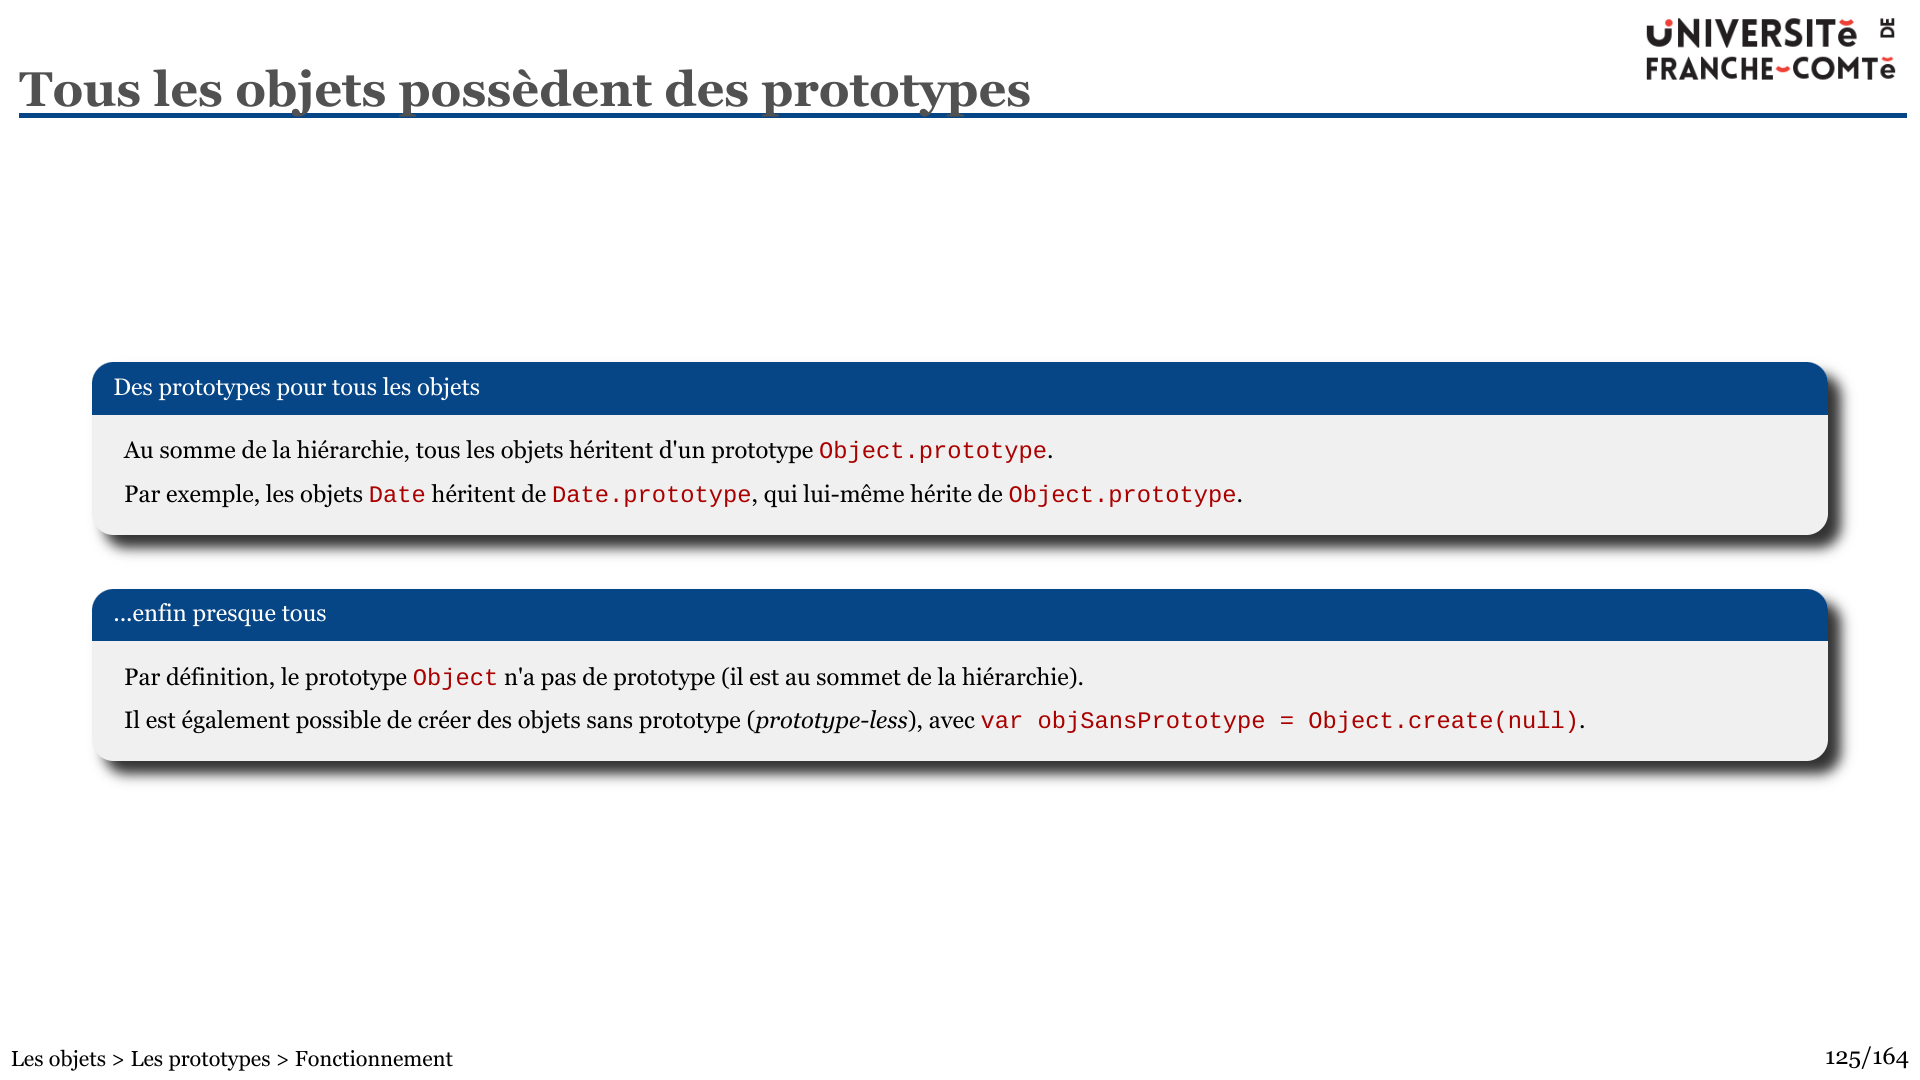 UNIVERSITĕ DE
FRANCHE-COMTĕ
Tous les objets possèdent des prototypes
Des prototypes pour tous les objets
Au somme de la hiérarchie, tous les objets héritent d'un prototype Object.prototype.
Par exemple, les objets Date héritent de Date.prototype, qui lui-même hérite de Object.prototype.
...enfin presque tous
Par définition, le prototype Object n'a pas de prototype (il est au sommet de la hiérarchie).
Il est également possible de créer des objets sans prototype (prototype-less), avec var objSansPrototype = Object.create(null).
Les objets > Les prototypes > Fonctionnement
125/164